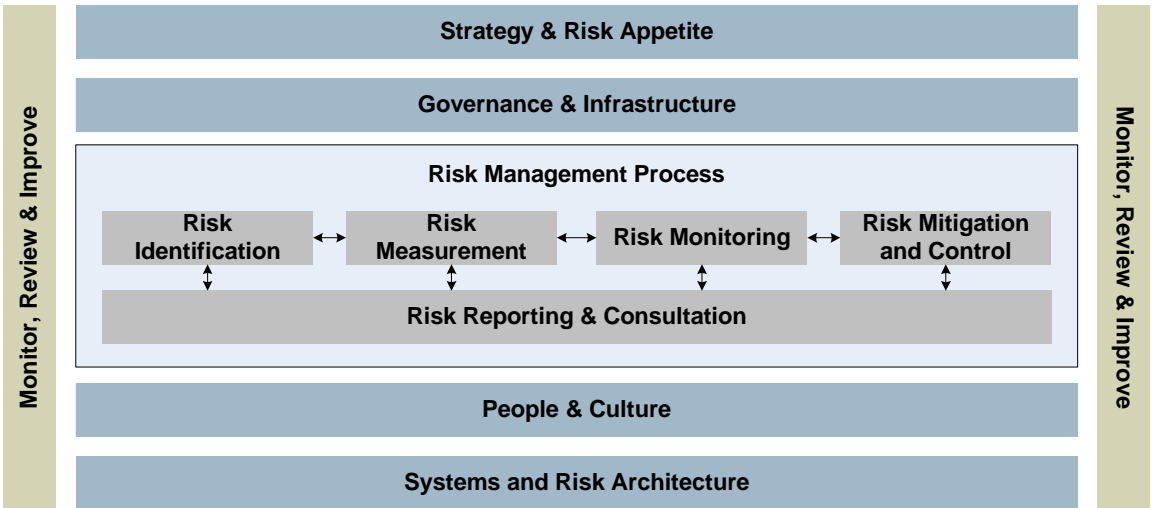 Monitor, Review & Improve
Strategy & Risk Appetite
Governance & Infrastructure
Risk Management Process
Risk
Identification
Risk
Measurement
Risk Monitoring
Risk Mitigation
and Control
Risk Reporting & Consultation
People & Culture
Systems and Risk Architecture
Monitor, Review & Improve